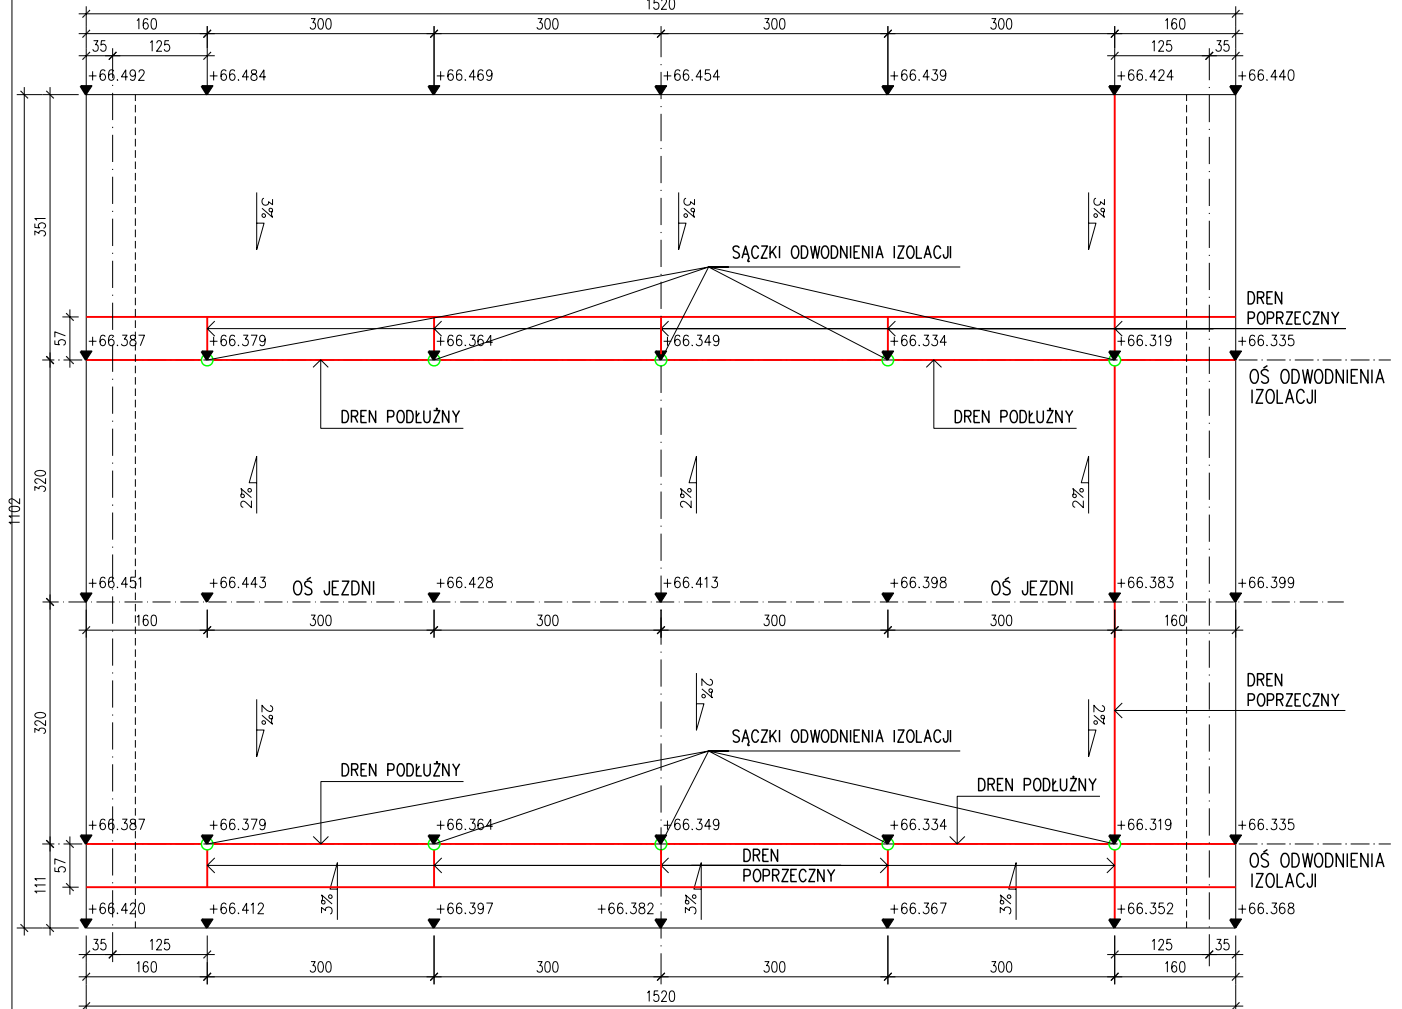 1520
160 300 300 300 300 160
35 125 125 35
+66.492 +66.484 +66.469 +66.454 +66.439 +66.424 +66.440
351
3% 3% 3%
SĄCZKI ODWODNIENIA IZOLACJI
DREN
POPRZECZNY
57
+66.387 +66.379 +66.364 +66.349 +66.334 +66.319 +66.335
OŚ ODWODNIENIA
IZOLACJI
DREN PODŁUŻNY DREN PODŁUŻNY
320
2% 2% 2%
1102
+66.451 +66.443 +66.428 +66.413 +66.398 +66.383 +66.399
OŚ JEZDNI OŚ JEZDNI
160 300 300 300 300 160
DREN
POPRZECZNY
320
2% 2% 2%
SĄCZKI ODWODNIENIA IZOLACJI
DREN PODŁUŻNY DREN PODŁUŻNY
+66.387 +66.379 +66.364 +66.349 +66.334 +66.319 +66.335
57
111
DREN
POPRZECZNY
OŚ ODWODNIENIA
IZOLACJI
3% 3% 3%
+66.420 +66.412 +66.397 +66.382 +66.367 +66.352 +66.368
35 125 125 35
160 300 300 300 300 160
1520